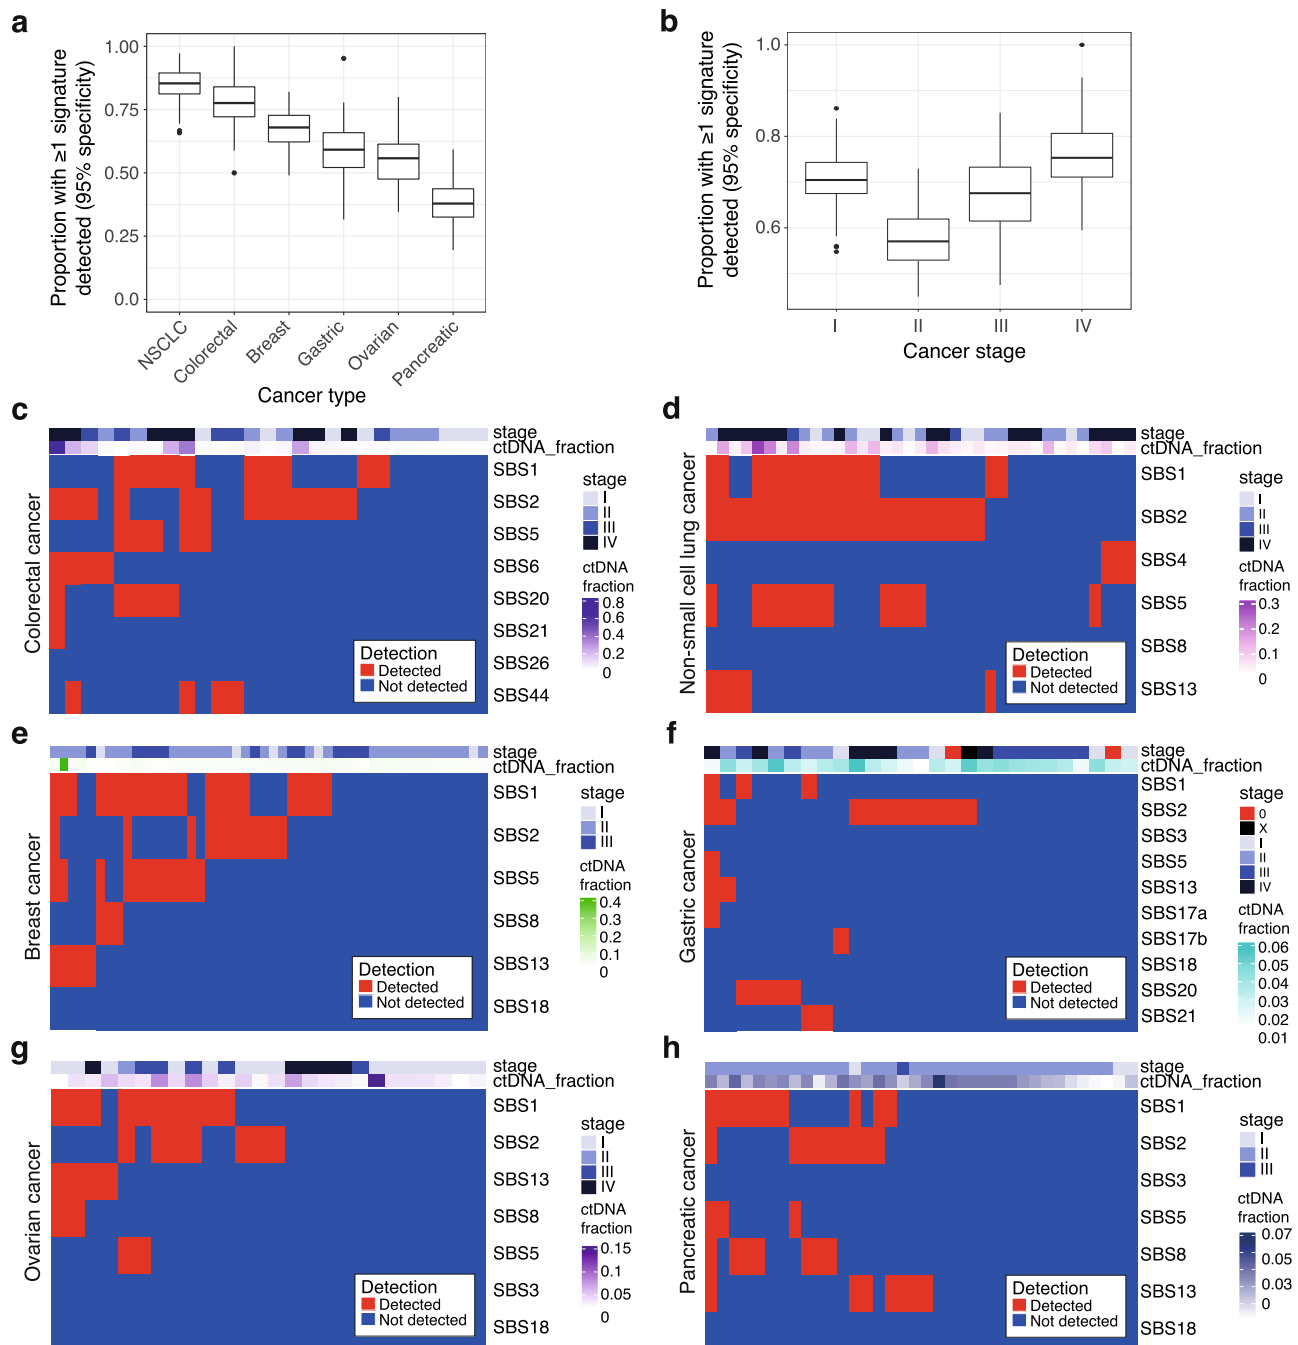 a
Proportion with ≥1 signature
detected (95% specificity)
1.00
0.75
0.50
0.25
0.0
NSCLC
Colorectal
Breast
Gastric
Ovarian
Pancreatic
Cancer type
b
Proportion with ≥1 signature
detected (95% specificity)
1.0
0.8
0.6
I
II
III
IV
Cancer stage
c
Colorectal cancer
stage
ctDNA_fraction
SBS1
SBS2
SBS5
SBS6
SBS20
SBS21
SBS26
SBS44
Detection
Detected
Not detected
stage
I
II
III
IV
ctDNA
fraction
0.8
0.6
0.4
0.2
0
d
Non-small cell lung cancer
stage
ctDNA_fraction
SBS1
SBS2
SBS4
SBS5
SBS8
SBS13
Detection
Detected
Not detected
stage
I
II
III
IV
ctDNA
fraction
0.3
0.2
0.1
0
e
Breast cancer
stage
ctDNA_fraction
SBS1
SBS2
SBS5
SBS8
SBS13
SBS18
Detection
Detected
Not detected
stage
I
II
III
ctDNA
fraction
0.4
0.3
0.2
0.1
0
f
Gastric cancer
stage
ctDNA_fraction
SBS1
SBS2
SBS3
SBS5
SBS13
SBS17a
SBS17b
SBS18
SBS20
SBS21
Detection
Detected
Not detected
stage
0
X
I
II
III
IV
ctDNA
fraction
0.06
0.05
0.04
0.03
0.02
0.01
g
Ovarian cancer
stage
ctDNA_fraction
SBS1
SBS2
SBS13
SBS8
SBS5
SBS3
SBS18
Detection
Detected
Not detected
stage
I
II
III
IV
ctDNA
fraction
0.15
0.10
0.05
0
h
Pancreatic cancer
stage
ctDNA_fraction
SBS1
SBS2
SBS3
SBS5
SBS8
SBS13
SBS18
Detection
Detected
Not detected
stage
I
II
III
ctDNA
fraction
0.07
0.05
0.03
0